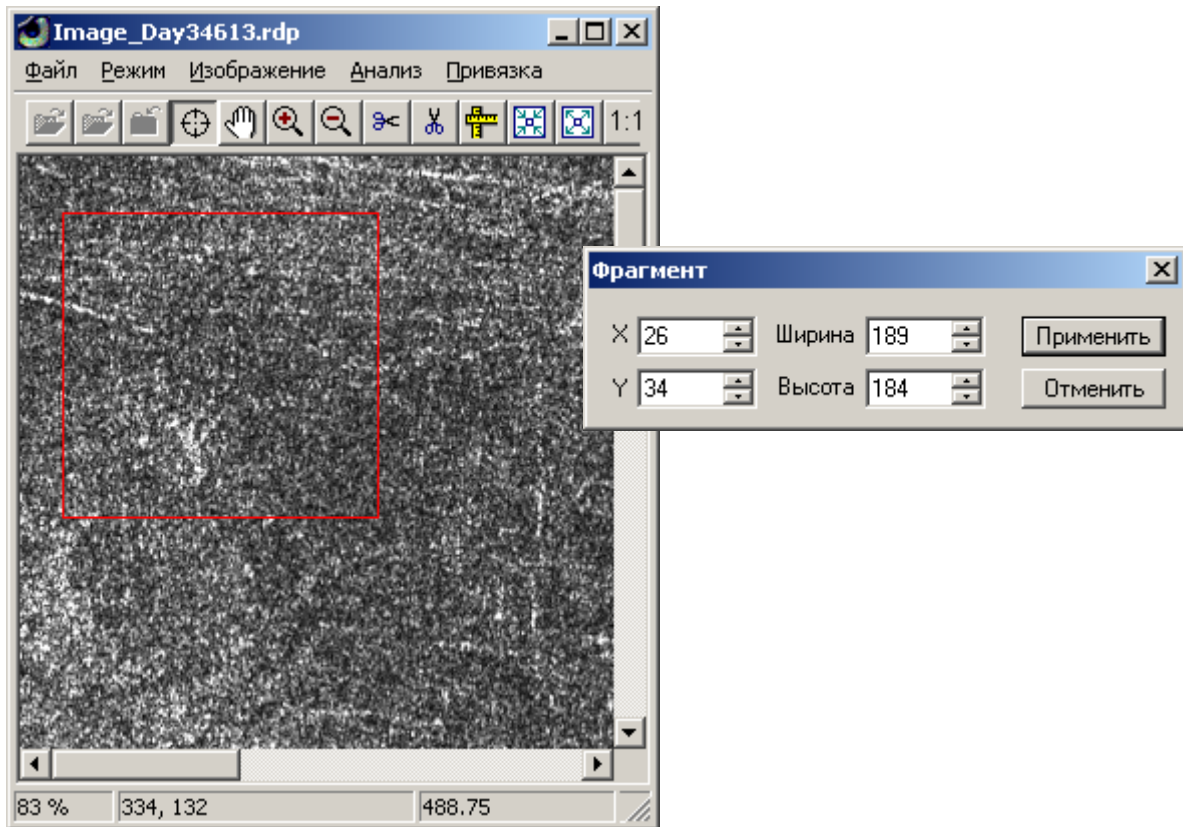 Image_Day34613.rdp
Файл Режим Изображение Анализ Привязка
1:1
Фрагмент
X 26 Ширина 189 Применить
Y 34 Высота 184 Отменить
83 % 334, 132 488.75